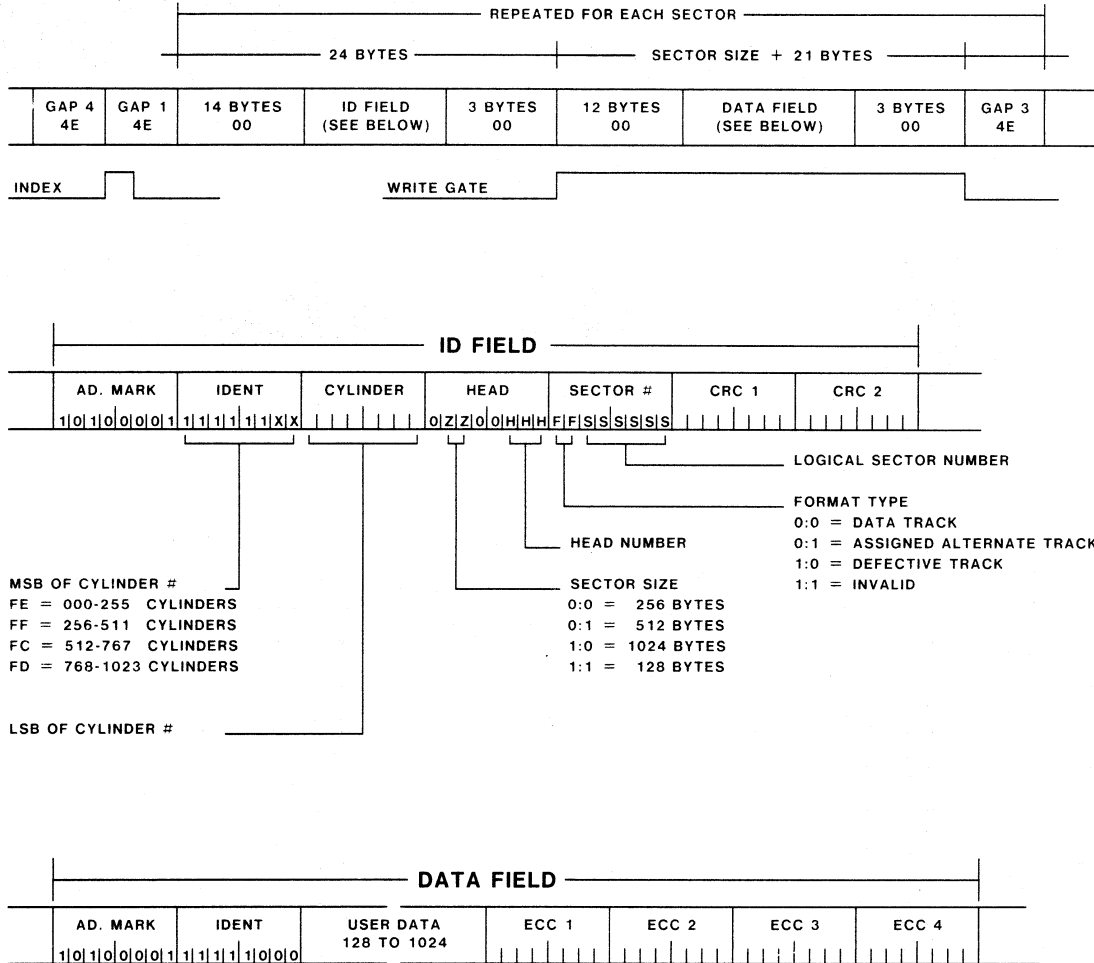 REPEATED FOR EACH SECTOR
24 BYTES
SECTOR SIZE + 21 BYTES
GAP 4 GAP 1 14 BYTES ID FIELD 3 BYTES 12 BYTES DATA FIELD 3 BYTES GAP 3
4E 4E 00 (SEE BELOW) 00 00 (SEE BELOW) 00 4E
INDEX
WRITE GATE
ID FIELD
AD. MARK IDENT CYLINDER HEAD SECTOR # CRC 1 CRC 2
1 0 1 0 0 0 0 1 1 1 1 1 1 1 X X 0 Z Z 0 0 H H H F F S S S S S S
LOGICAL SECTOR NUMBER
FORMAT TYPE
0:0 = DATA TRACK
0:1 = ASSIGNED ALTERNATE TRACK
1:0 = DEFECTIVE TRACK
1:1 = INVALID
HEAD NUMBER
SECTOR SIZE
0:0 = 256 BYTES
0:1 = 512 BYTES
1:0 = 1024 BYTES
1:1 = 128 BYTES
MSB OF CYLINDER #
FE = 000-255 CYLINDERS
FF = 256-511 CYLINDERS
FC = 512-767 CYLINDERS
FD = 768-1023 CYLINDERS
LSB OF CYLINDER #
DATA FIELD
AD. MARK IDENT USER DATA ECC 1 ECC 2 ECC 3 ECC 4
128 TO 1024
1 0 1 0 0 0 0 1 1 1 1 1 1 0 0 0